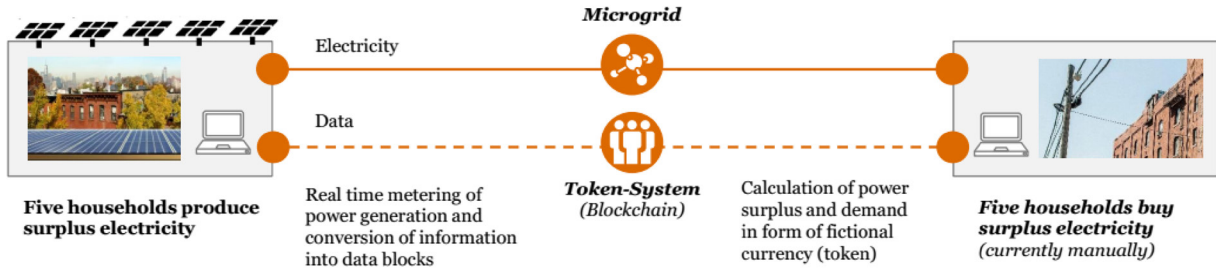 Microgrid
Electricity
Data
Five households produce
surplus electricity
Real time metering of
power generation and
conversion of information
into data blocks
Token-System
(Blockchain)
Calculation of power
surplus and demand
in form of fictional
currency (token)
Five households buy
surplus electricity
(currently manually)